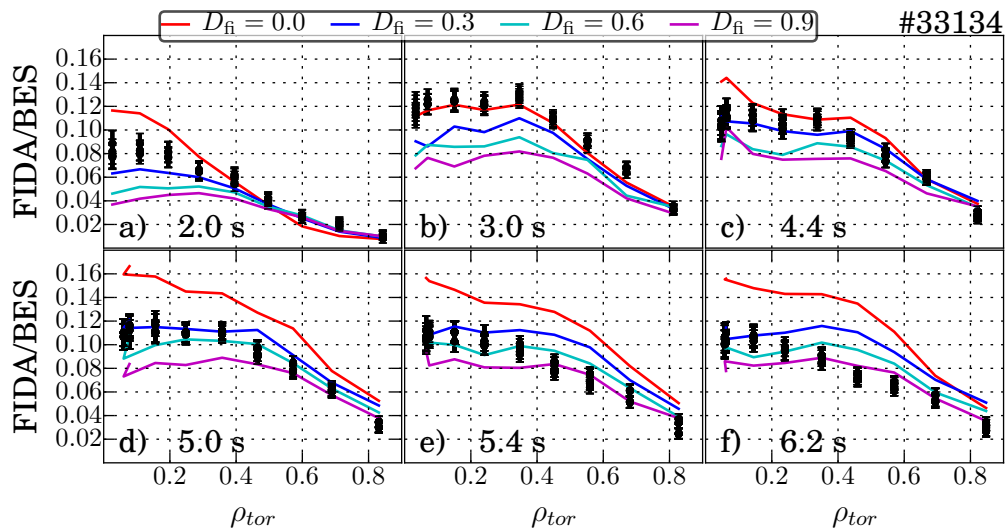 D_fi = 0.0 D_fi = 0.3 D_fi = 0.6 D_fi = 0.9 #33134
FIDA/BES
0.16
0.14
0.12
0.10
0.08
0.06
0.04
0.02
a) 2.0 s b) 3.0 s c) 4.4 s
FIDA/BES
0.16
0.14
0.12
0.10
0.08
0.06
0.04
0.02
d) 5.0 s e) 5.4 s f) 6.2 s
0.2 0.4 0.6 0.8 0.2 0.4 0.6 0.8 0.2 0.4 0.6 0.8
ρ_tor ρ_tor ρ_tor